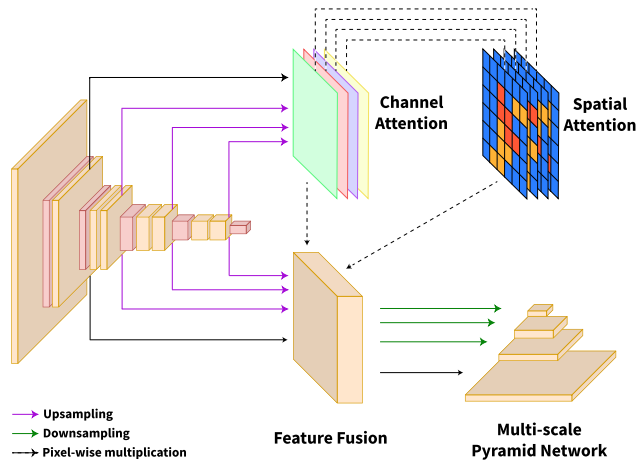 Channel
Attention
Spatial
Attention
Upsampling
Downsampling
Pixel-wise multiplication
Feature Fusion
Multi-scale
Pyramid Network